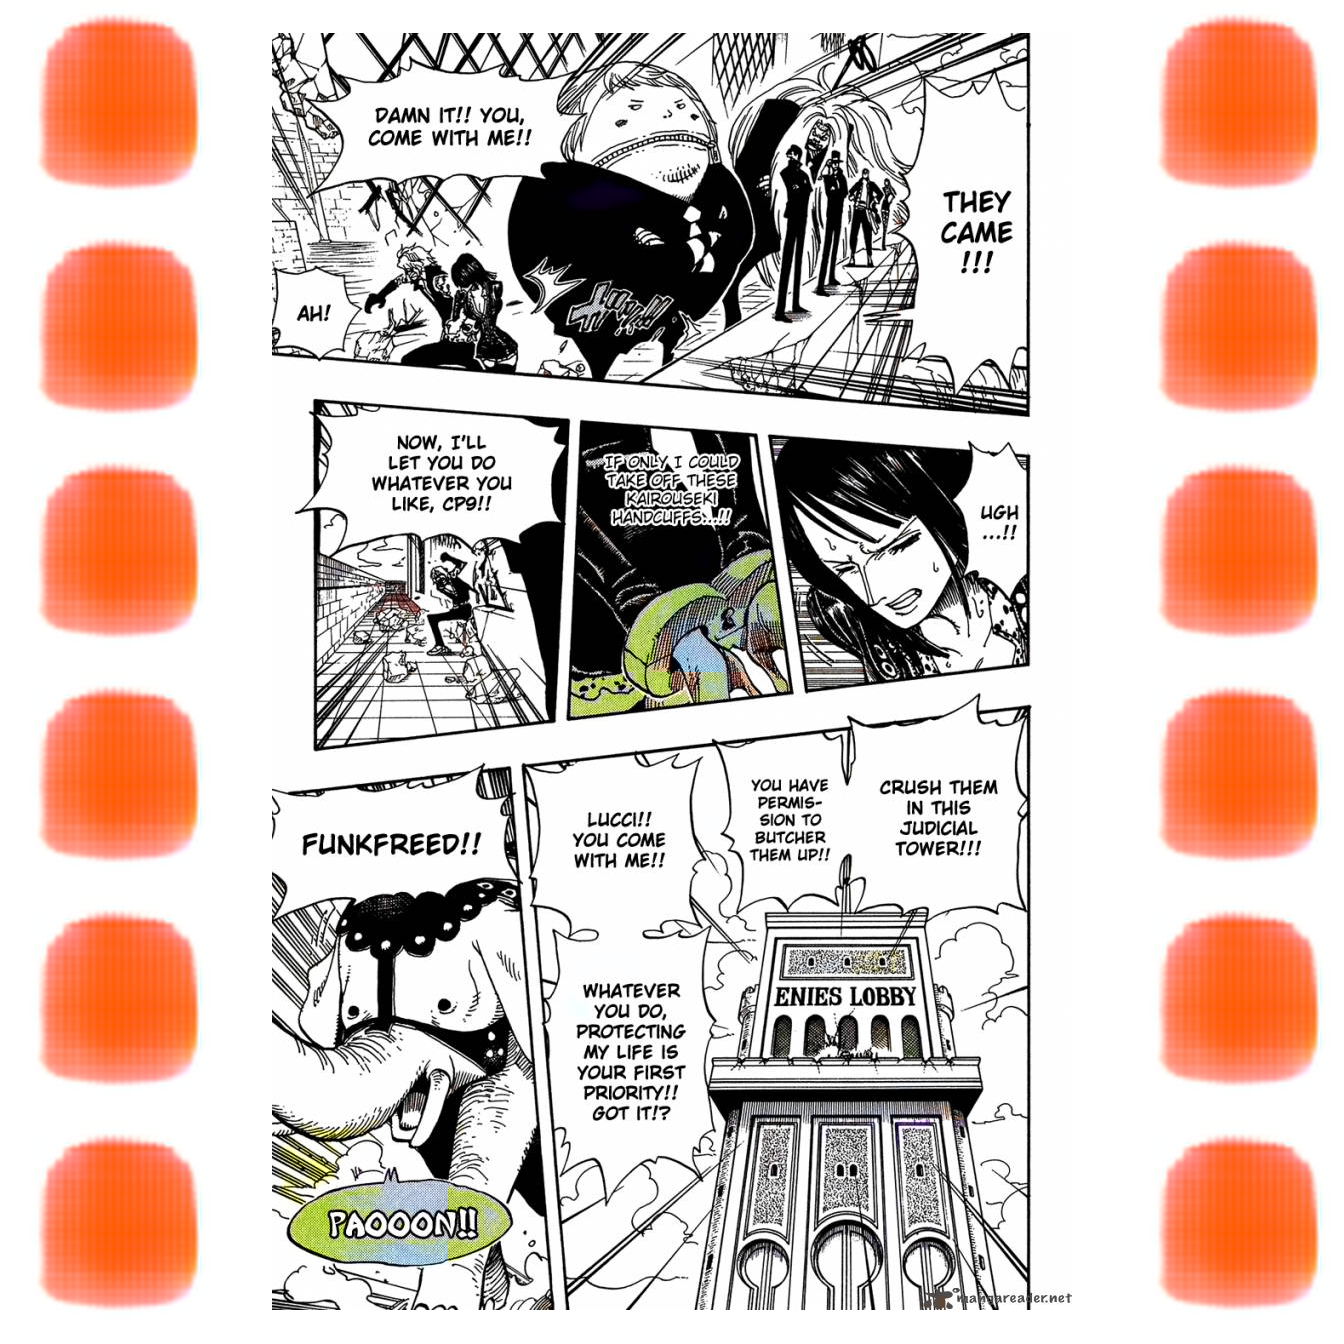 THEY
CAME
!!!
DAMN IT!! YOU,
COME WITH ME!!
AH!
UGH
...!!
IF ONLY I COULD
TAKE OFF THESE
KAIROUSEKI
HANDCUFFS...!!
NOW, I'LL
LET YOU DO
WHATEVER YOU
LIKE, CP9!!
CRUSH THEM
IN THIS
JUDICIAL
TOWER!!!
YOU HAVE
PERMIS-
SION TO
BUTCHER
THEM UP!!
LUCCI!!
YOU COME
WITH ME!!
WHATEVER
YOU DO,
PROTECTING
MY LIFE IS
YOUR FIRST
PRIORITY!!
GOT IT!?
ENIES LOBBY
FUNKFREED!!
PAOOON!!
mangareader.net